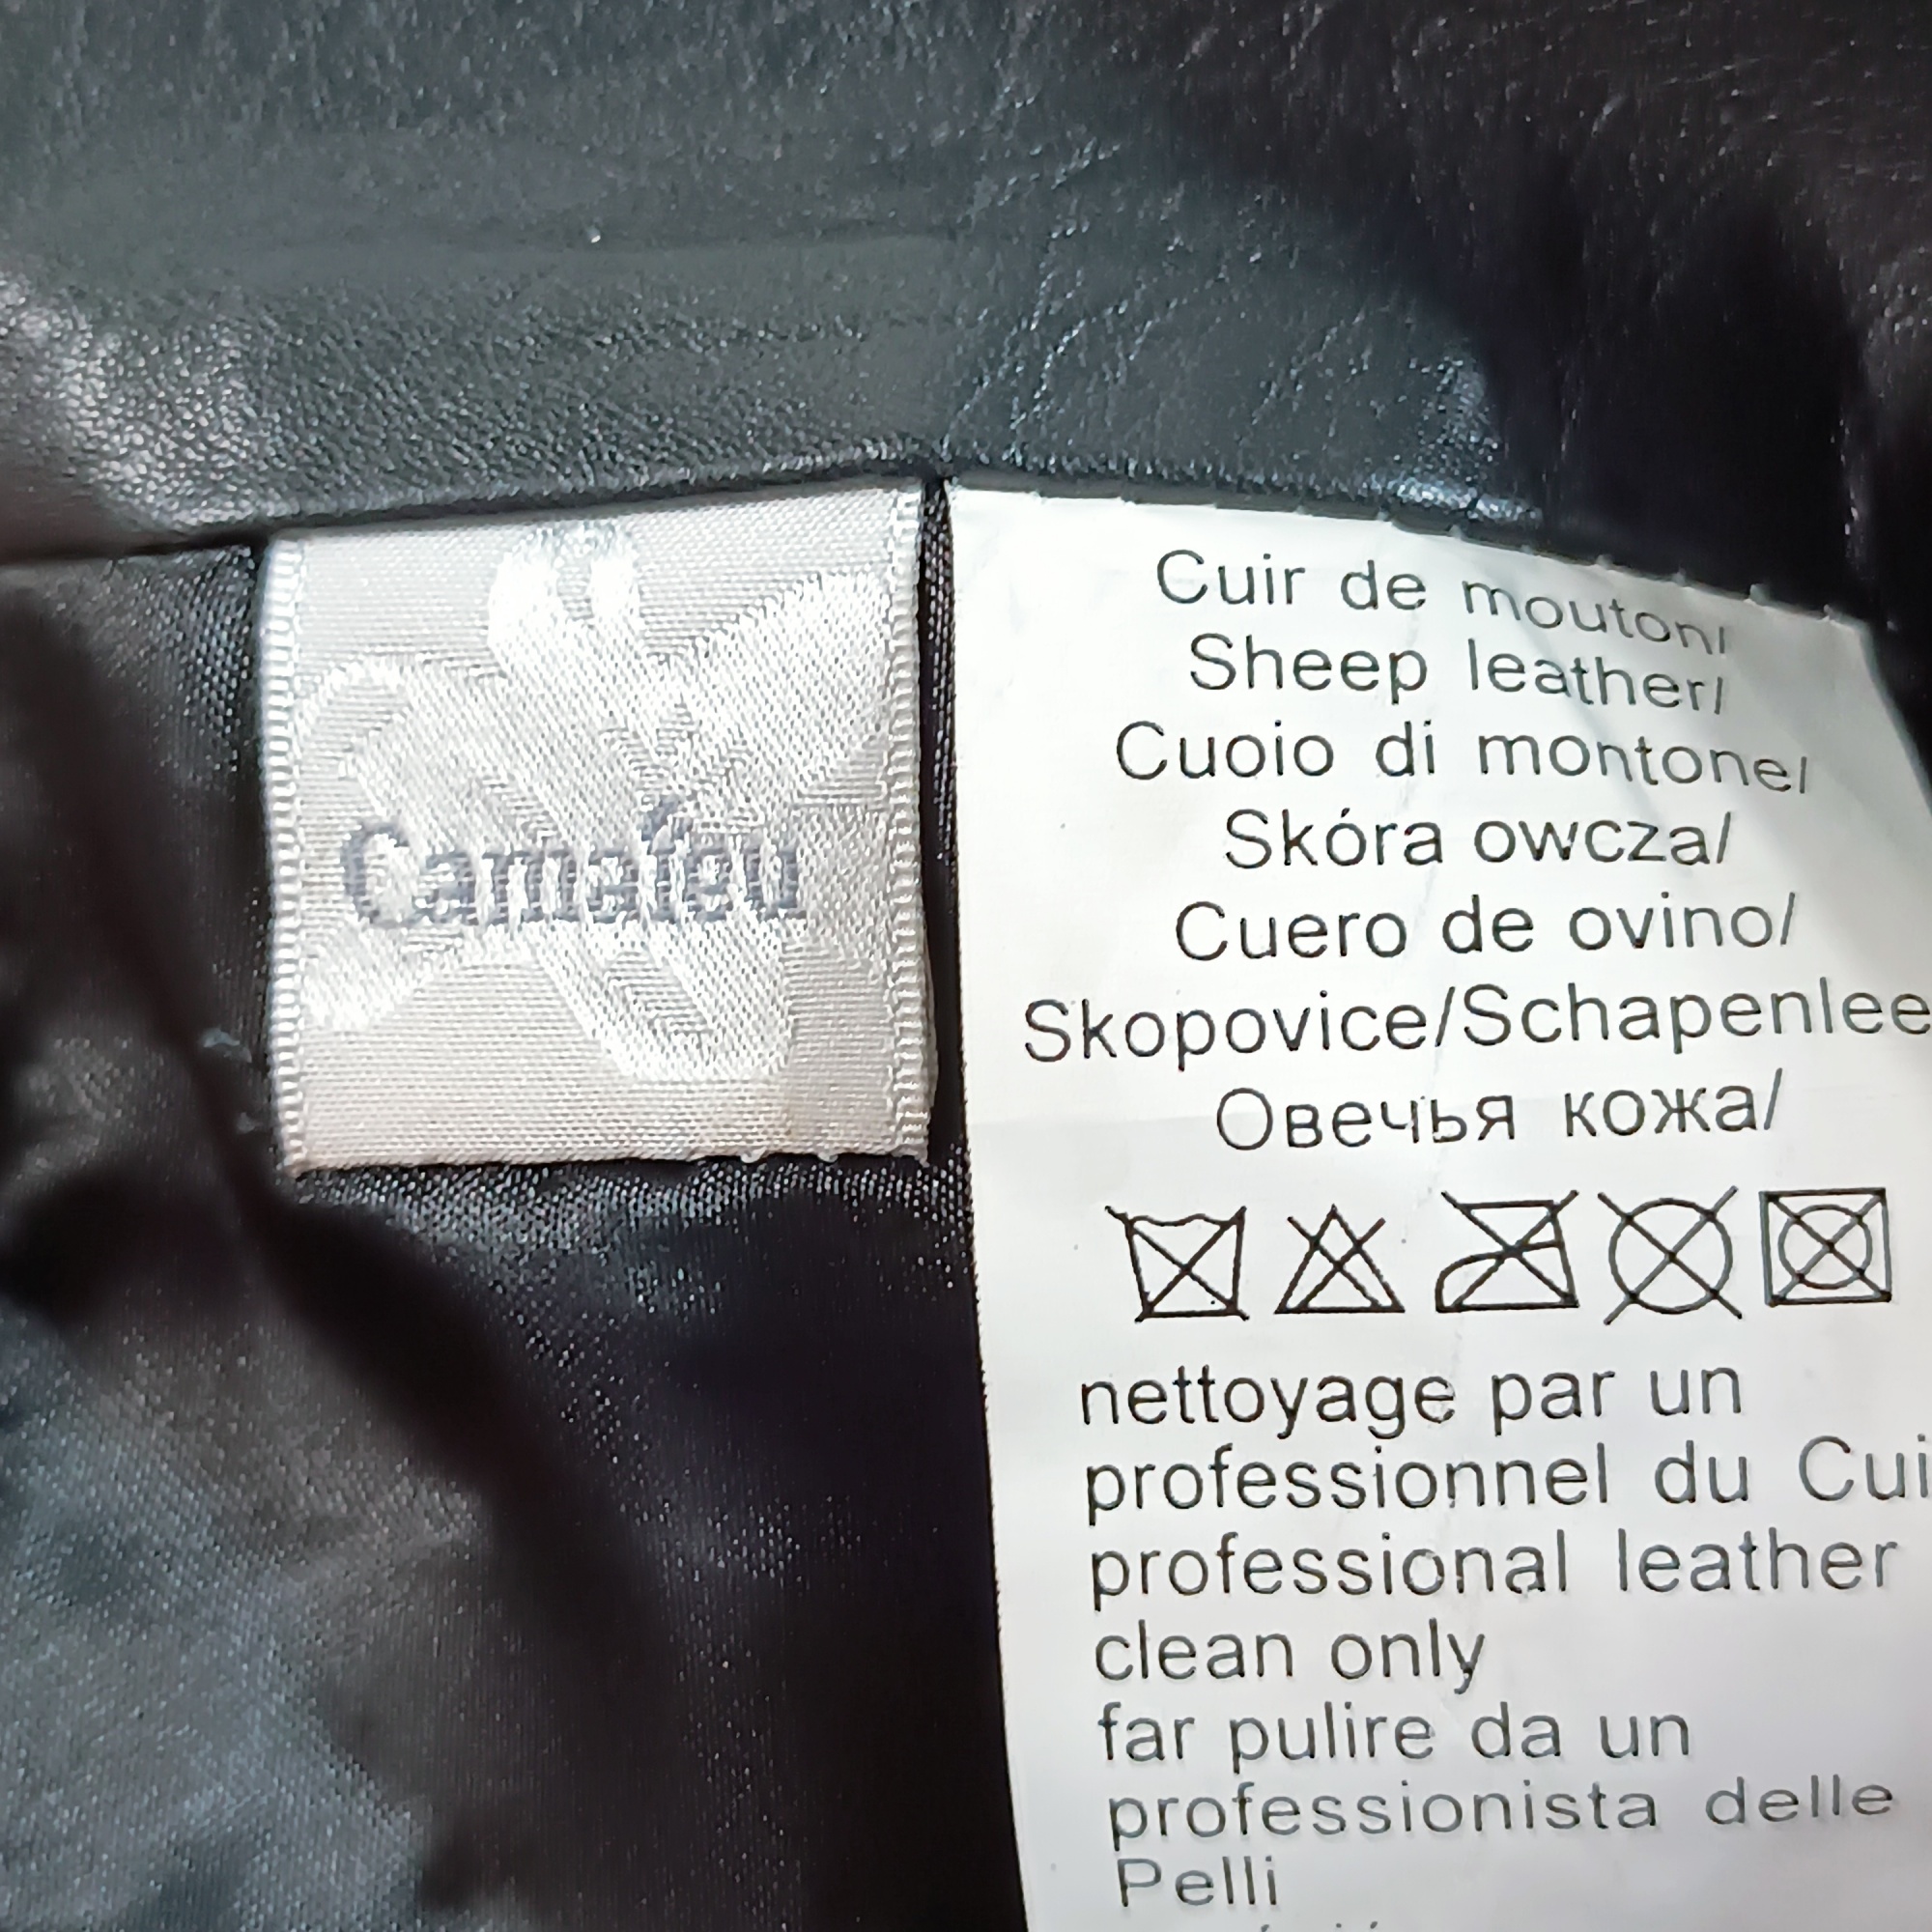 Camaïeu
Cuir de mouton/
Sheep leather/
Cuoio di montone/
Skóra owcza/
Cuero de ovino/
Skopovice/Schapenlee
Овечья кожа/
nettoyage par un
professionnel du Cui
professional leather
clean only
far pulire da un
professionista delle
Pelli